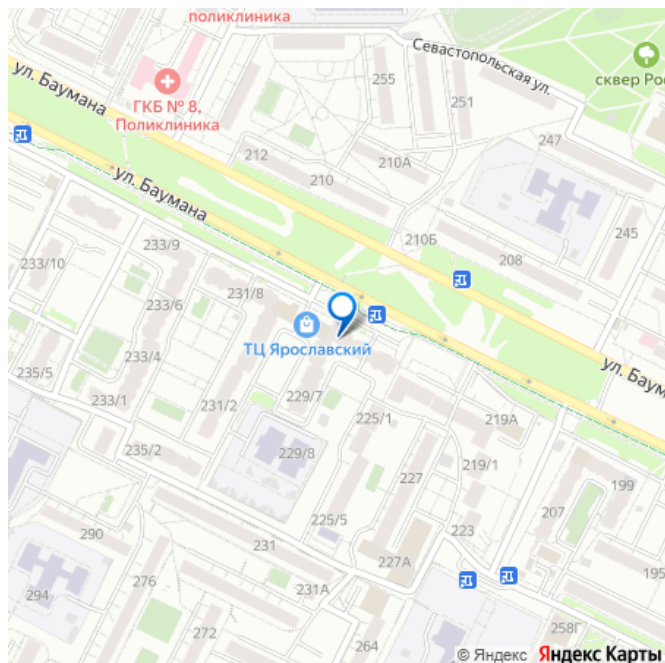 поликлиника
Севастопольская ул.
ул. Баумана
255
сквер Рос
ГКБ № 8,
Поликлиника
251
247
212
210А
210
ул. Баумана
245
210Б
208
233/9
233/10
231/8
233/6
ТЦ Ярославский
ул. Баум
233/4
235/5
233/1
231/2
229/7
225/1
219А
235/2
229/8
227
219/1
199
207
225/5
223
290
231
227А
195
294
276
231А
272
264
258Г
© Яндекс Яндекс Карты